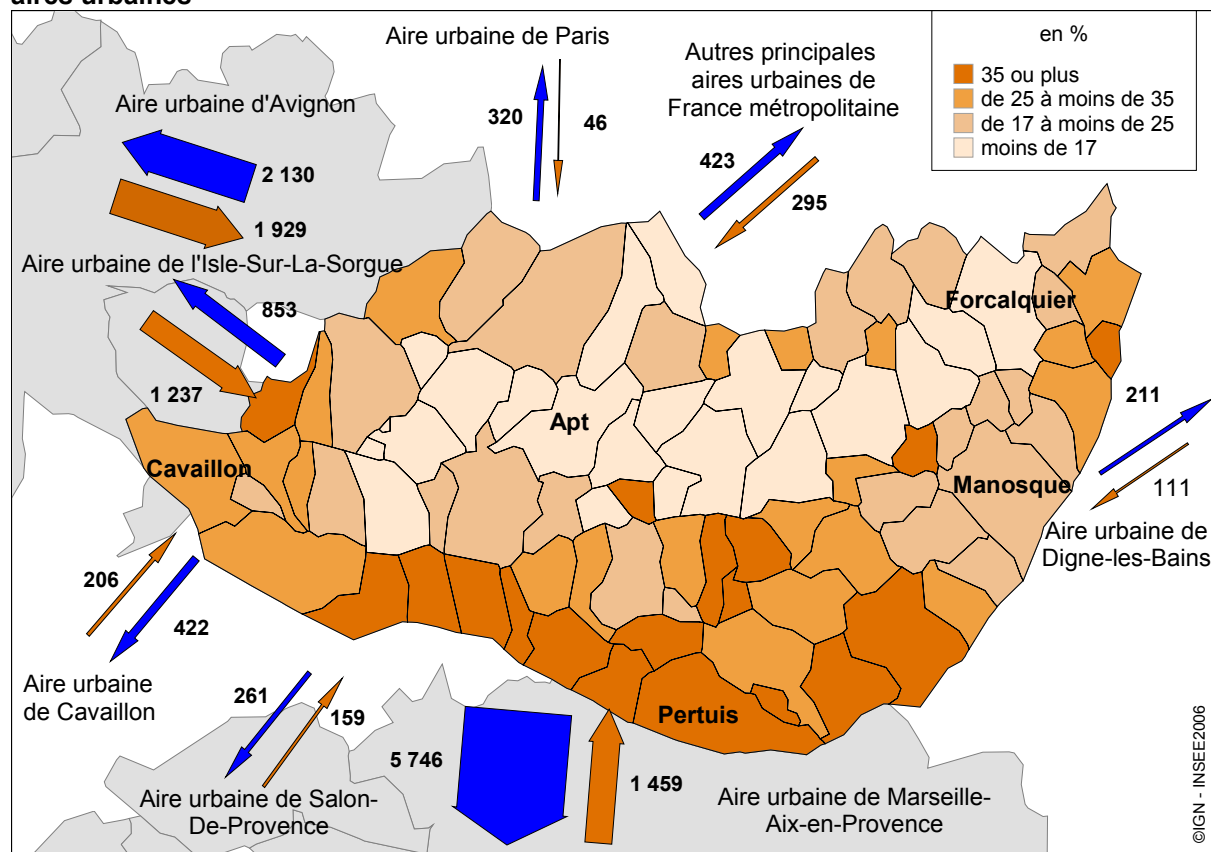 aires urbaines
Aire urbaine de Paris
320
46
Autres principales
aires urbaines de
France métropolitaine
423
295
en %
35 ou plus
de 25 à moins de 35
de 17 à moins de 25
moins de 17
Aire urbaine d'Avignon
2 130
1 929
Aire urbaine de l'Isle-Sur-La-Sorgue
853
1 237
Forcalquier
Apt
Cavaillon
Manosque
211
111
Aire urbaine de
Digne-les-Bains
206
422
Aire urbaine
de Cavaillon
261
159
Aire urbaine de Salon-
De-Provence
Pertuis
5 746
1 459
Aire urbaine de Marseille-
Aix-en-Provence
©IGN - INSEE2006